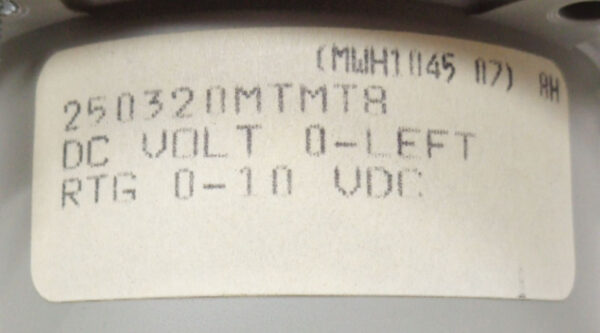 (MWH1045 07) AH
250320MTMT8
DC VOLT 0-LEFT
RTG 0-10 VDC